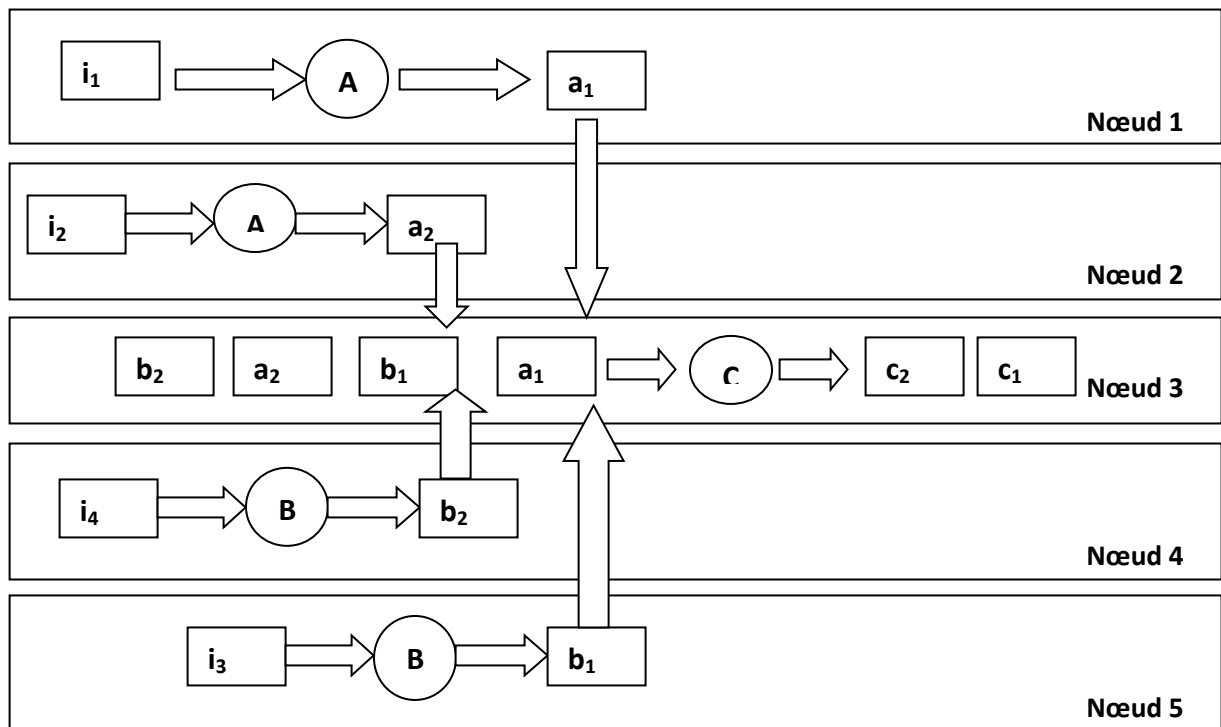 i₁ A a₁
Nœud 1
i₂ A a₂
Nœud 2
b₂ a₂ b₁ a₁ C c₂ c₁
Nœud 3
i₄ B b₂
Nœud 4
i₃ B b₁
Nœud 5